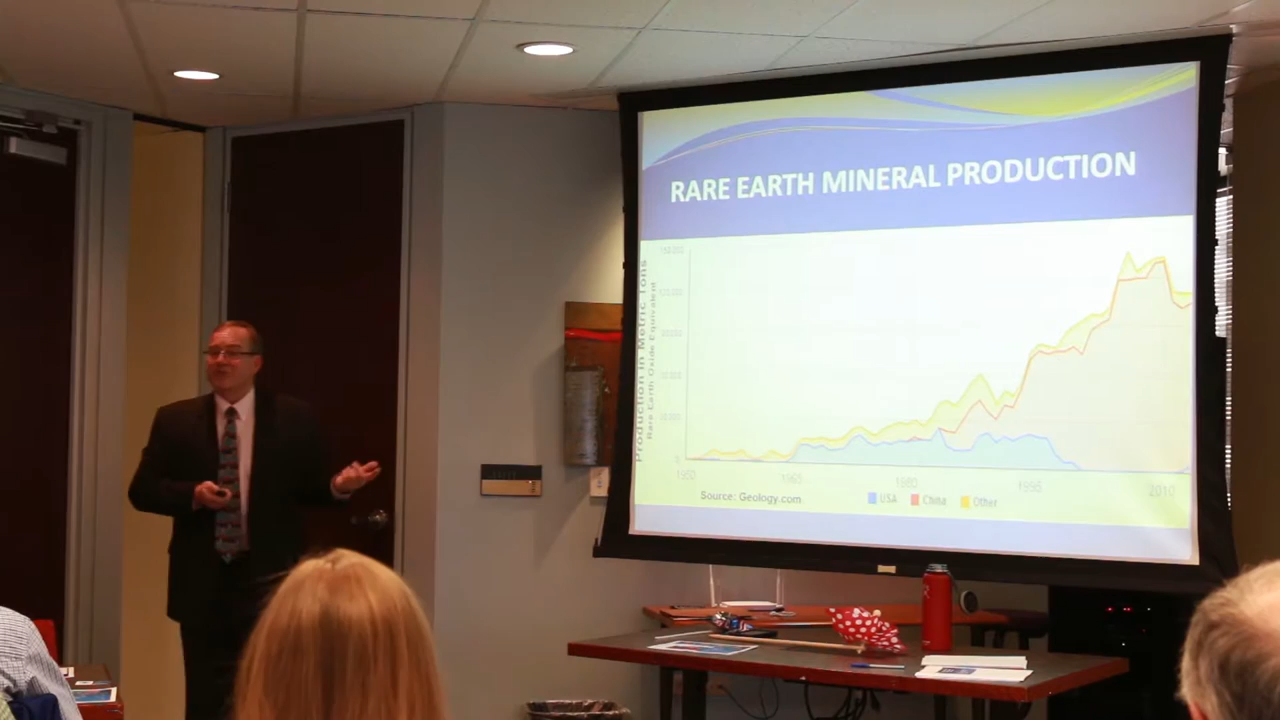 RARE EARTH MINERAL PRODUCTION
Production in Metric Tons
Rare Earth Oxide Equivalent
0
1950
1965
1980
1995
2010
Source: Geology.com
USA
China
Other